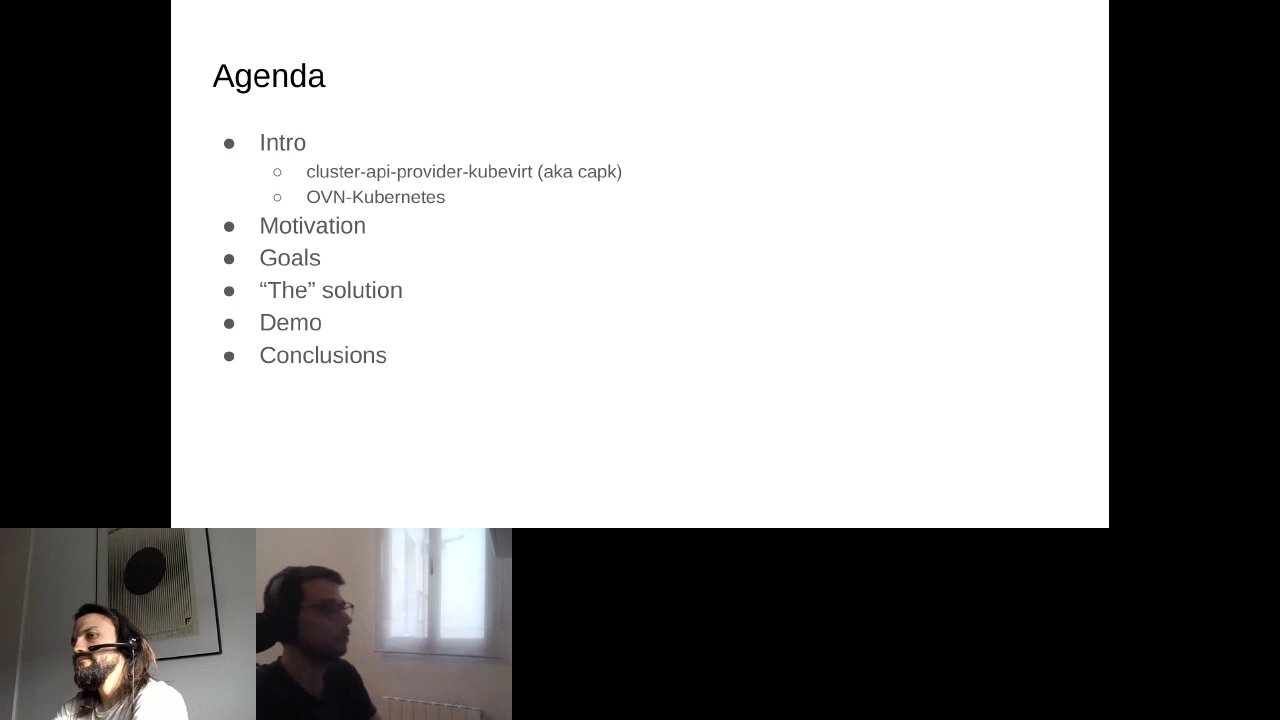 Agenda
● Intro
○ cluster-api-provider-kubevirt (aka capk)
○ OVN-Kubernetes
● Motivation
● Goals
● “The” solution
● Demo
● Conclusions